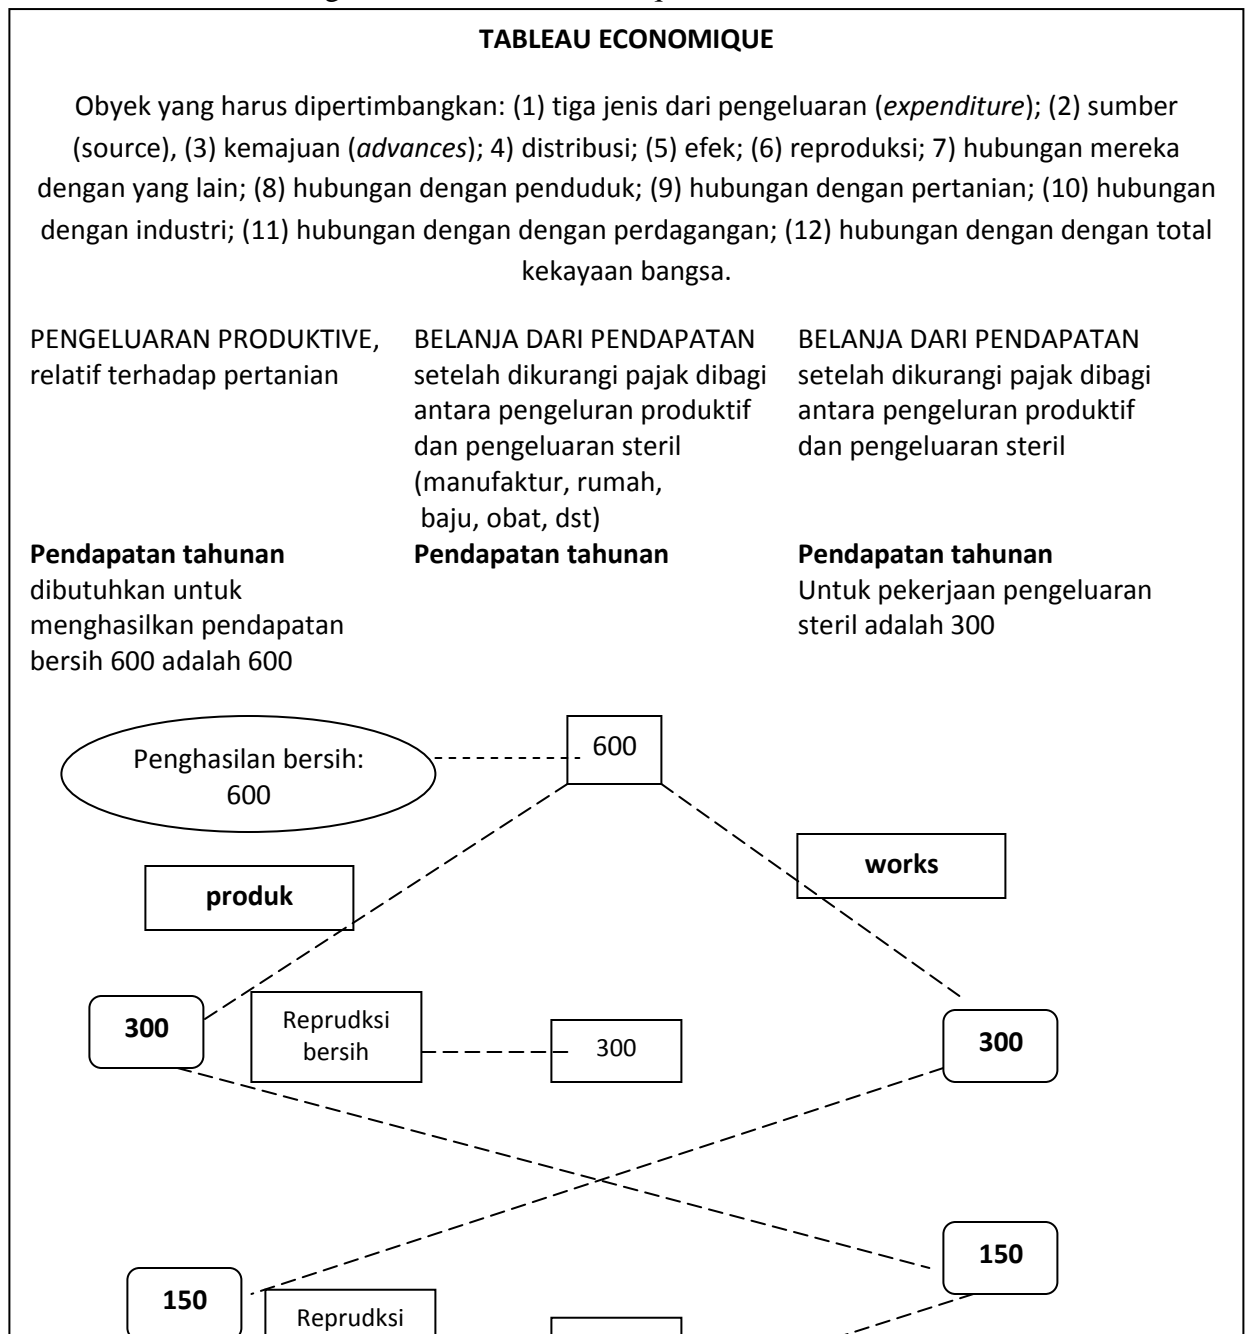 TABLEAU ECONOMIQUE
Obyek yang harus dipertimbangkan: (1) tiga jenis dari pengeluaran (expenditure); (2) sumber
(source), (3) kemajuan (advances); 4) distribusi; (5) efek; (6) reproduksi; 7) hubungan mereka
dengan yang lain; (8) hubungan dengan penduduk; (9) hubungan dengan pertanian; (10) hubungan
dengan industri; (11) hubungan dengan dengan perdagangan; (12) hubungan dengan dengan total
kekayaan bangsa.
PENGELUARAN PRODUKTIVE,
relatif terhadap pertanian
BELANJA DARI PENDAPATAN
setelah dikurangi pajak dibagi
antara pengeluran produktif
dan pengeluaran steril
(manufaktur, rumah,
baju, obat, dst)
BELANJA DARI PENDAPATAN
setelah dikurangi pajak dibagi
antara pengeluran produktif
dan pengeluaran steril
Pendapatan tahunan
dibutuhkan untuk
menghasilkan pendapatan
bersih 600 adalah 600
Pendapatan tahunan
Pendapatan tahunan
Untuk pekerjaan pengeluaran
steril adalah 300
Penghasilan bersih:
600
600
produk
works
300
Reprudksi
bersih
300
300
150
150
Reprudksi